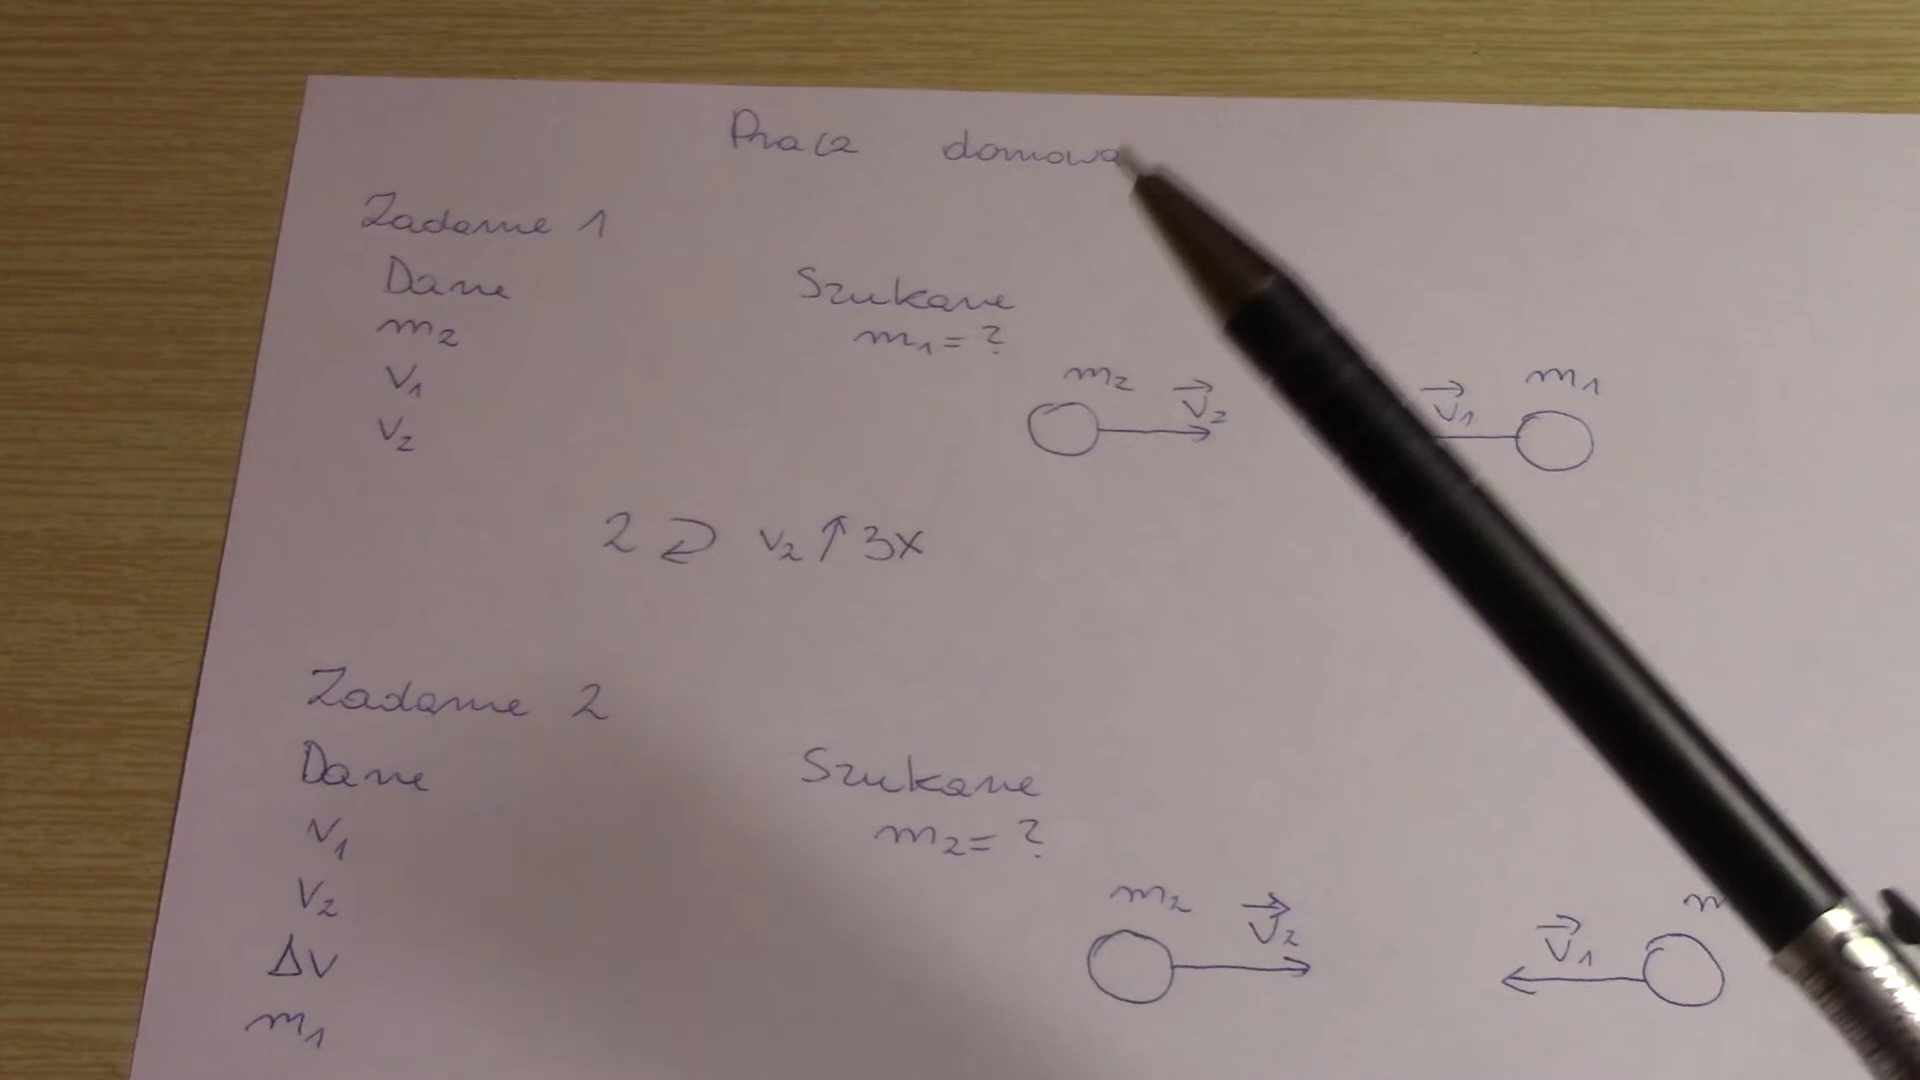 Praca domowa
Zadanie 1
Dane
Szukane
m₂
m₁ = ?
v₁
v₂
m₂
v₂
v₁
m₁
2 v₂ ↑ 3x
Zadanie 2
Dane
Szukane
v₁
m₂ = ?
v₂
Δv
m₁
m₂
v₂
v₁
m